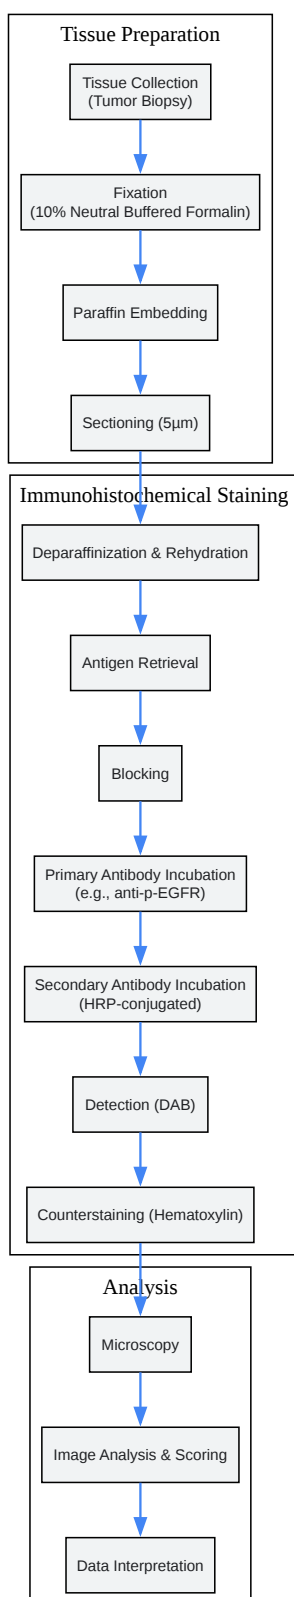 Tissue Preparation
Tissue Collection
(Tumor Biopsy)
Fixation
(10% Neutral Buffered Formalin)
Paraffin Embedding
Sectioning (5µm)
Immunohistochemical Staining
Deparaffinization & Rehydration
Antigen Retrieval
Blocking
Primary Antibody Incubation
(e.g., anti-p-EGFR)
Secondary Antibody Incubation
(HRP-conjugated)
Detection (DAB)
Counterstaining (Hematoxylin)
Analysis
Microscopy
Image Analysis & Scoring
Data Interpretation